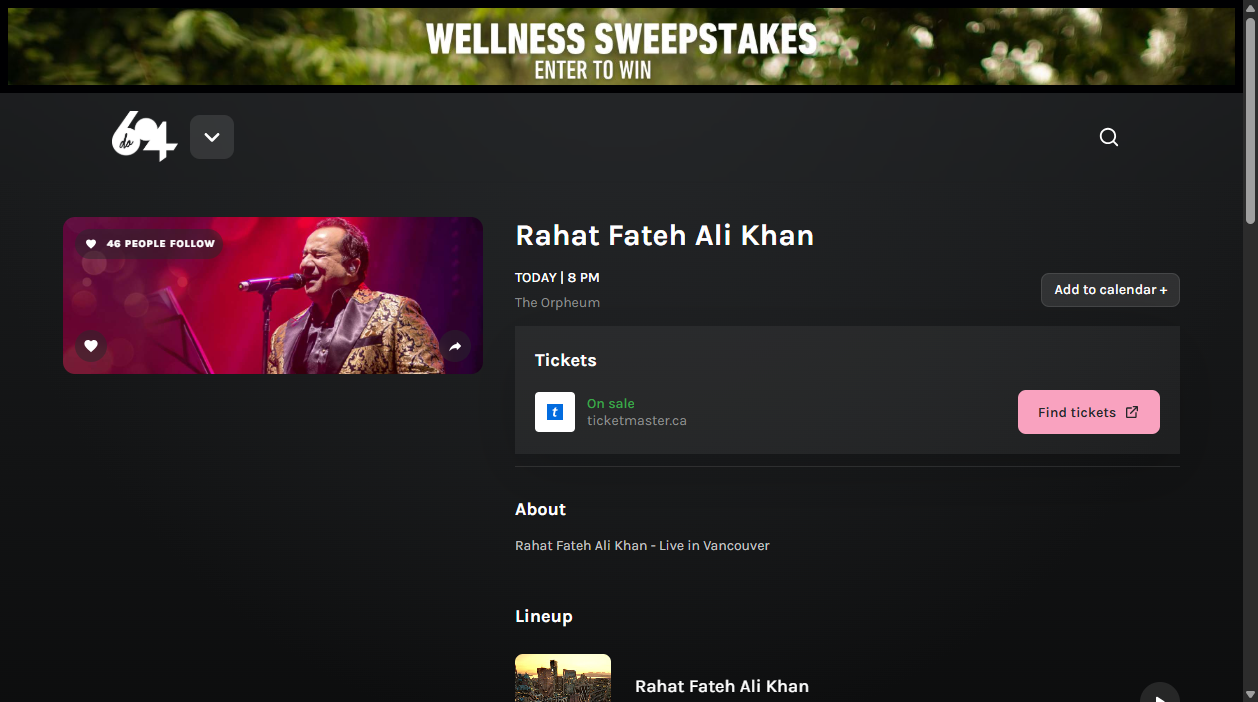 WELLNESS SWEEPSTAKES
ENTER TO WIN
do604
46 PEOPLE FOLLOW
Rahat Fateh Ali Khan
TODAY | 8 PM
The Orpheum
Add to calendar +
Tickets
t
On sale
ticketmaster.ca
Find tickets
About
Rahat Fateh Ali Khan - Live in Vancouver
Lineup
Rahat Fateh Ali Khan